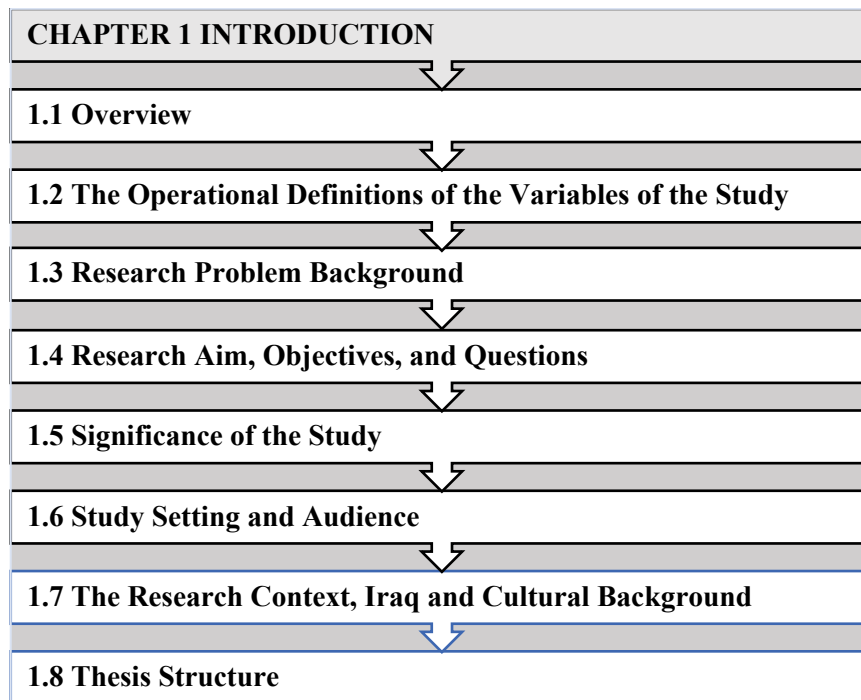 CHAPTER 1 INTRODUCTION
1.1 Overview
1.2 The Operational Definitions of the Variables of the Study
1.3 Research Problem Background
1.4 Research Aim, Objectives, and Questions
1.5 Significance of the Study
1.6 Study Setting and Audience
1.7 The Research Context, Iraq and Cultural Background
1.8 Thesis Structure